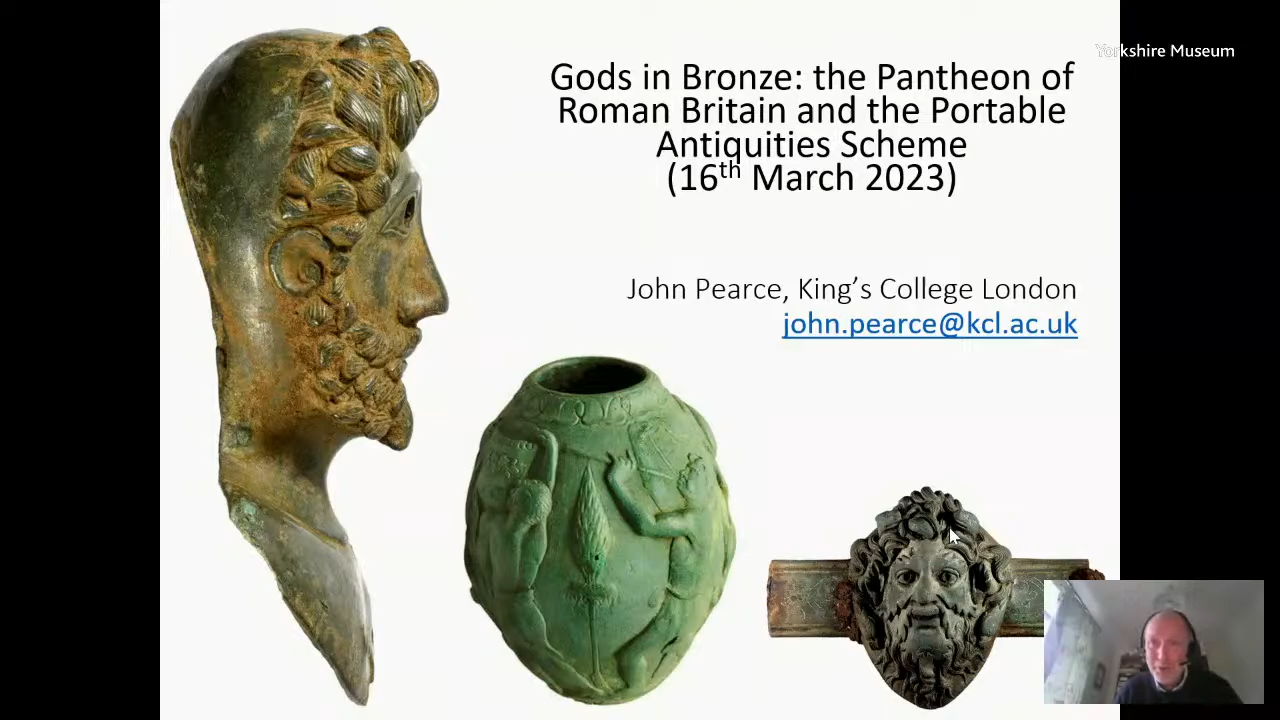 Yorkshire Museum
Gods in Bronze: the Pantheon of
Roman Britain and the Portable
Antiquities Scheme
(16th March 2023)
John Pearce, King’s College London
john.pearce@kcl.ac.uk